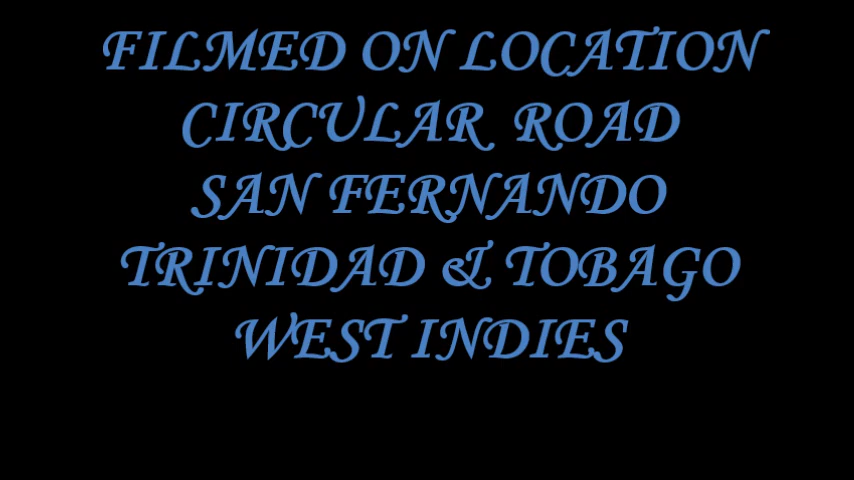 FILMED ON LOCATION
CIRCULAR ROAD
SAN FERNANDO
TRINIDAD & TOBAGO
WEST INDIES